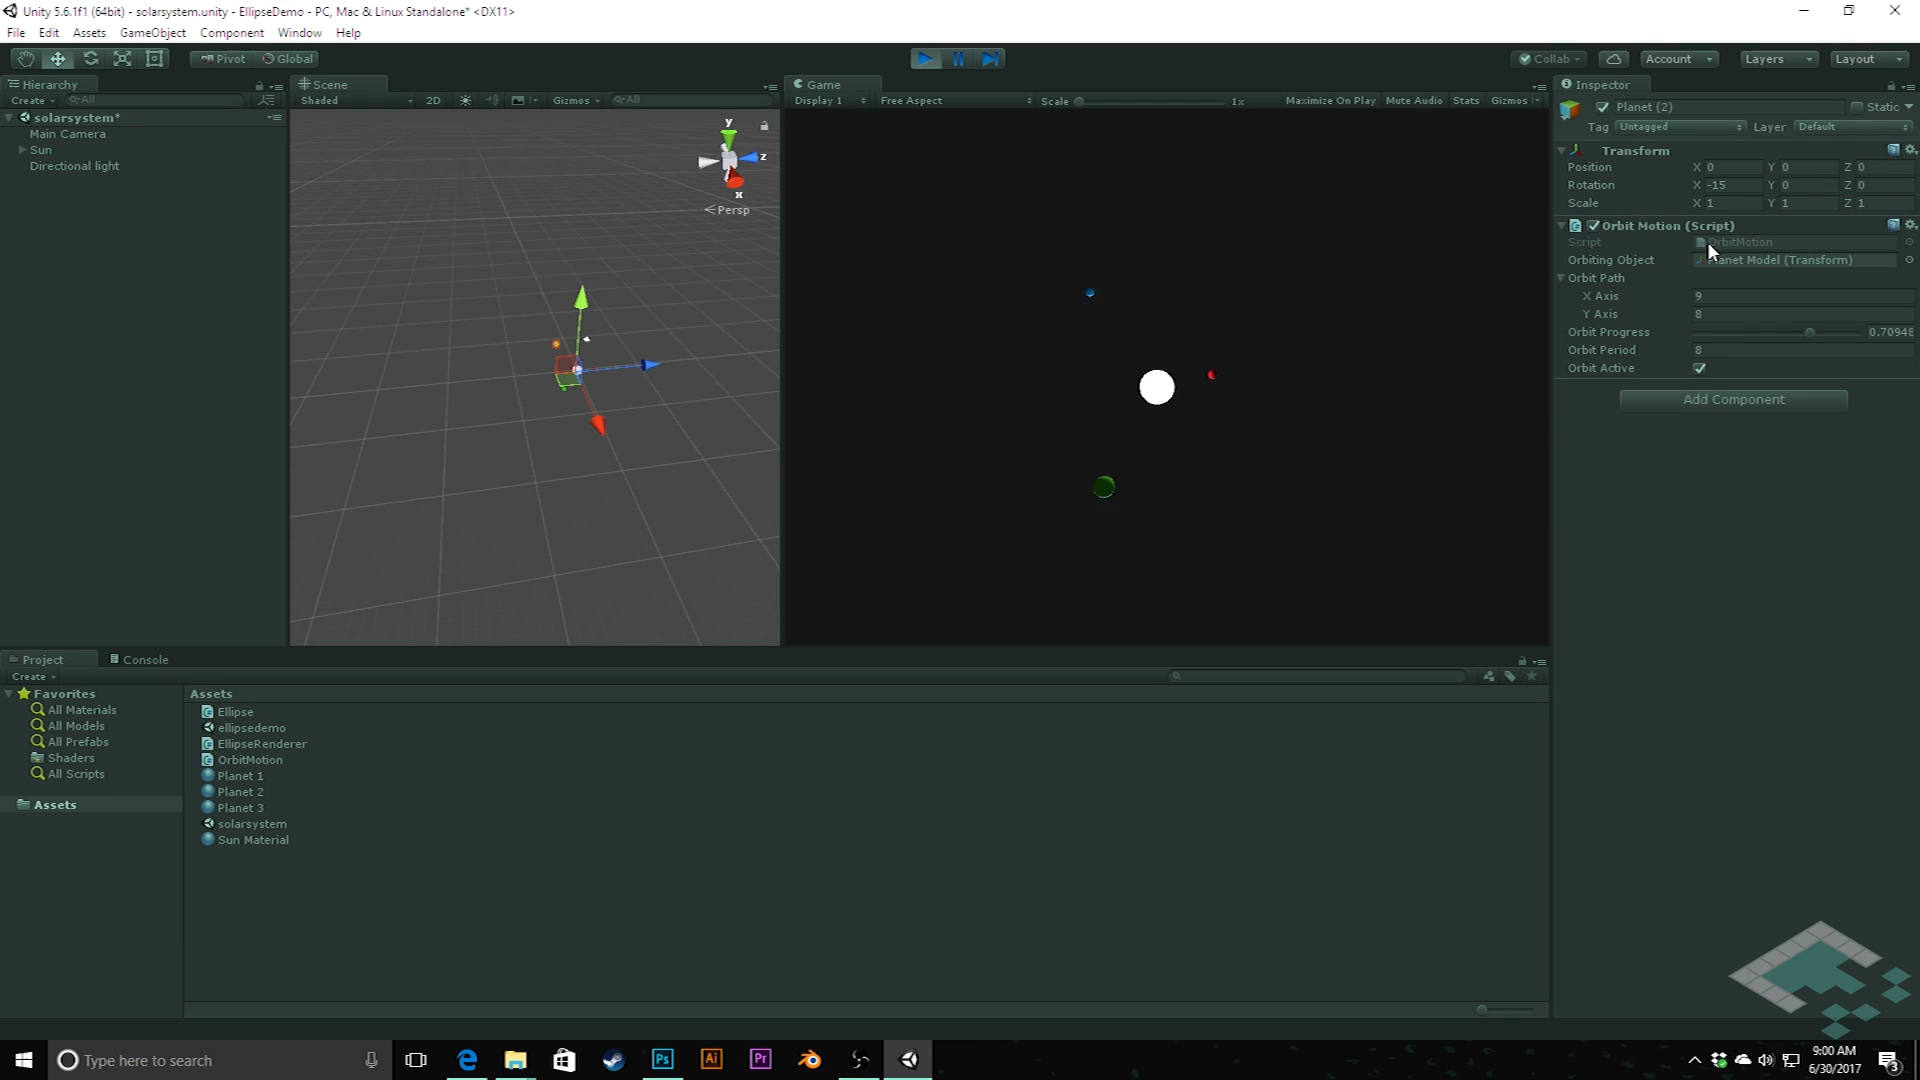 Unity 5.6.1f1 (64bit) - solarsystem.unity - EllipseDemo - PC, Mac & Linux Standalone* <DX11>
File Edit Assets GameObject Component Window Help
Pivot Global Collab Account Layers Layout
Hierarchy
Create All
solarsystem*
Main Camera
Sun
Directional light
Scene
Shaded 2D Gizmos All
y
z
x
Persp
Game
Display 1 Free Aspect Scale 1x Maximize On Play Mute Audio Stats Gizmos
Inspector
Planet (2) Static
Tag Untagged Layer Default
Transform
Position X 0 Y 0 Z 0
Rotation X -15 Y 0 Z 0
Scale X 1 Y 1 Z 1
Orbit Motion (Script)
Script OrbitMotion
Orbiting Object Planet Model (Transform)
Orbit Path
X Axis 9
Y Axis 8
Orbit Progress 0.70948
Orbit Period 8
Orbit Active
Add Component
Project Console
Create
Favorites
All Materials
All Models
All Prefabs
Shaders
All Scripts
Assets
Assets
Ellipse
ellipsedemo
EllipseRenderer
OrbitMotion
Planet 1
Planet 2
Planet 3
solarsystem
Sun Material
Type here to search
Ps Ai Pr
9:00 AM
6/30/2017
3